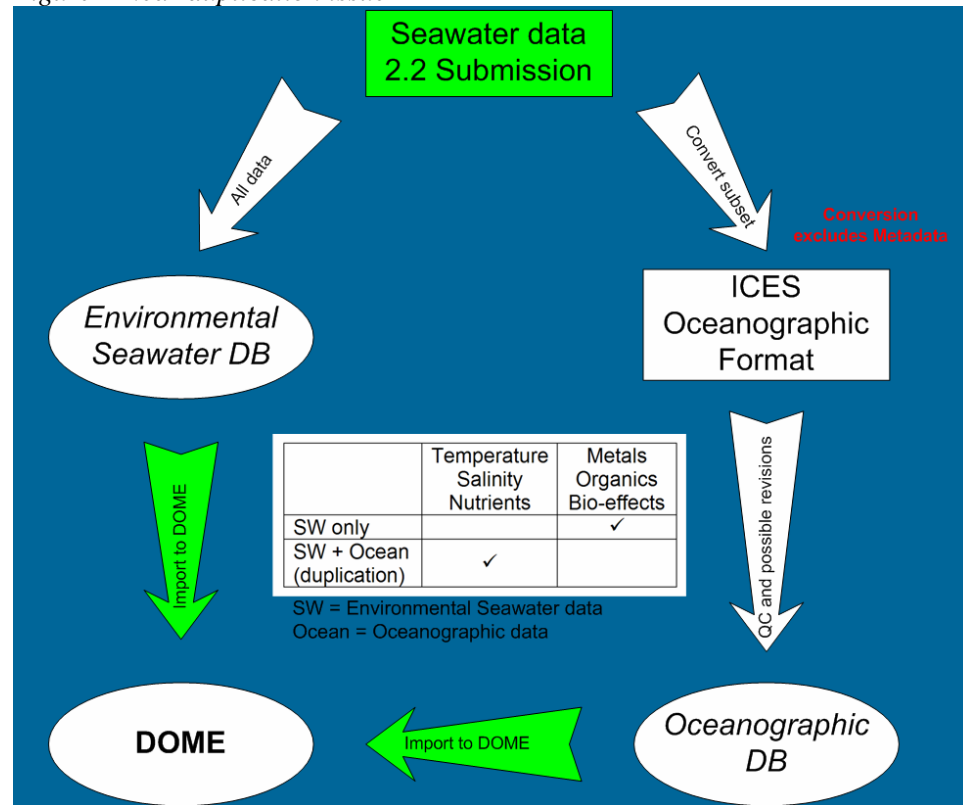 Seawater data
2.2 Submission
All data
Convert subset
Conversion
excludes Metadata
Environmental
Seawater DB
ICES
Oceanographic
Format
Temperature
Salinity
Nutrients
Metals
Organics
Bio-effects
SW only
✓
SW + Ocean
(duplication)
✓
SW = Environmental Seawater data
Ocean = Oceanographic data
Import to DOME
QC and possible revisions
DOME
Import to DOME
Oceanographic
DB